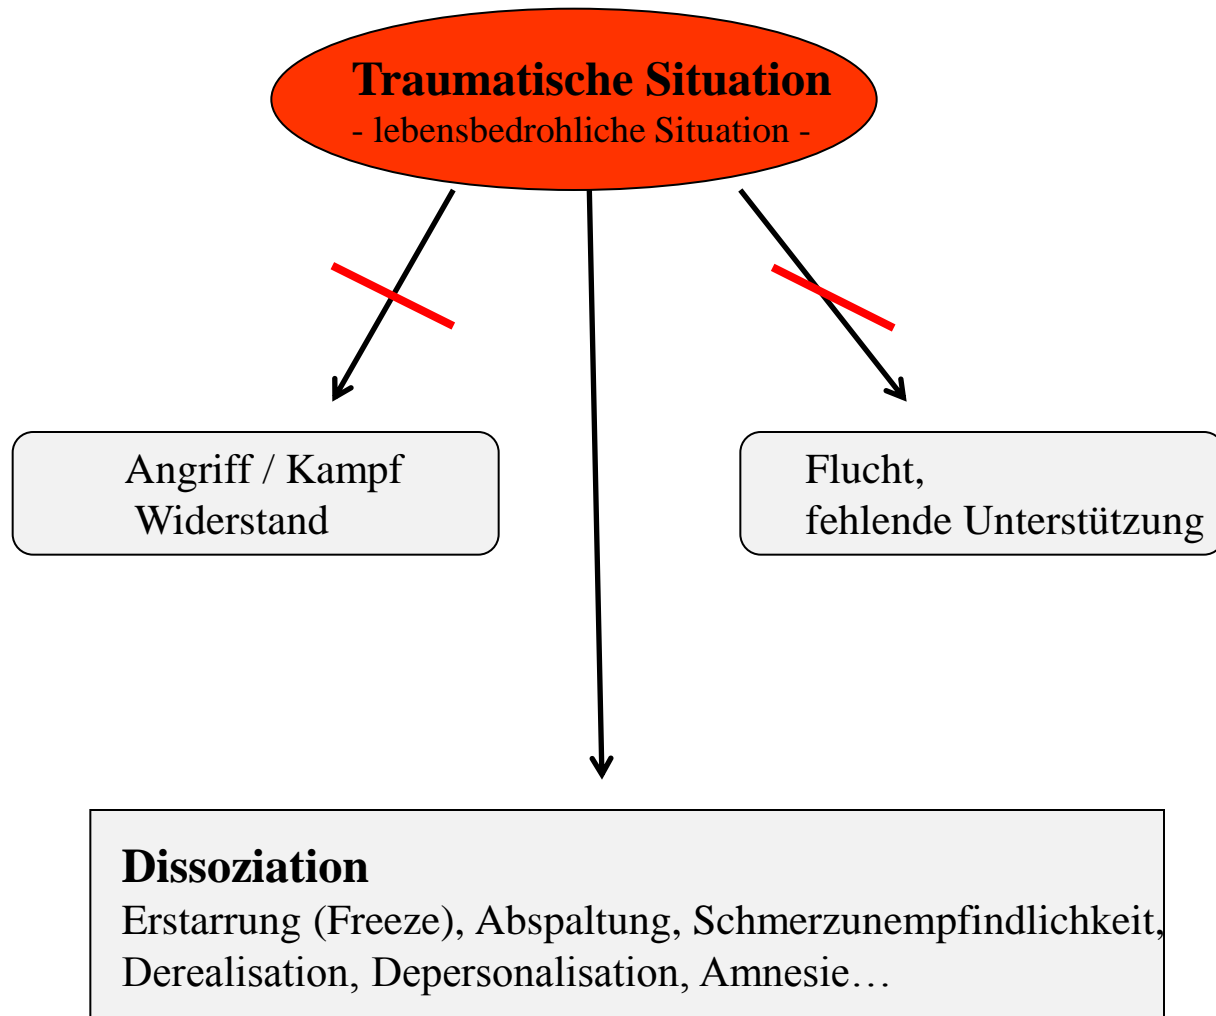 Traumatische Situation
- lebensbedrohliche Situation -
Angriff / Kampf
Widerstand
Flucht,
fehlende Unterstützung
Dissoziation
Erstarrung (Freeze), Abspaltung, Schmerzunempfindlichkeit,
Derealisation, Depersonalisation, Amnesie…